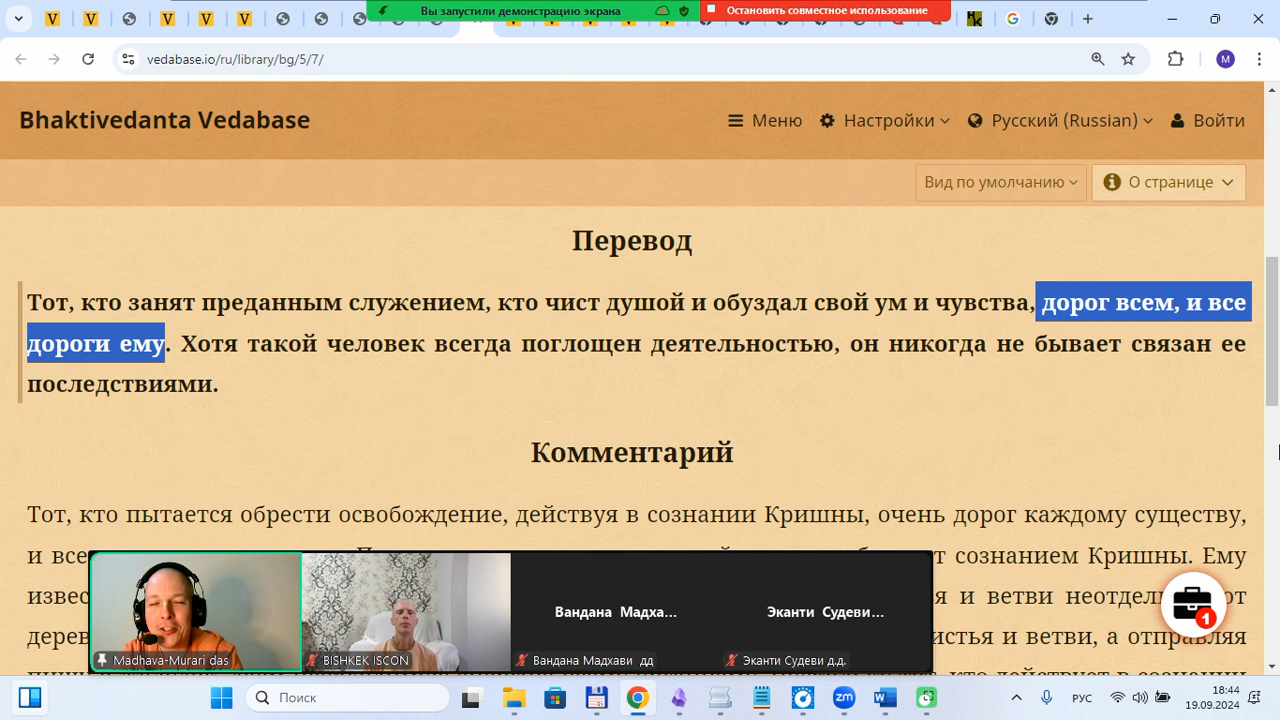 Вы запустили демонстрацию экрана
Остановить совместное использование
vedabase.io/ru/library/bg/5/7/
M
Bhaktivedanta Vedabase
Меню
Настройки
Русский (Russian)
Войти
Вид по умолчанию
О странице
Перевод
Тот, кто занят преданным служением, кто чист душой и обуздал свой ум и чувства, дорог всем, и все
дороги ему. Хотя такой человек всегда поглощен деятельностью, он никогда не бывает связан ее
последствиями.
Комментарий
Тот, кто пытается обрести освобождение, действуя в сознании Кришны, очень дорог каждому существу,
и все сознанием Кришны. Ему
и ветви
листья и ветви, а отправляя
Вандана Мадха...
Эканти Судеви...
Madhava-Murari das
BISHKEK ISCON
Вандана Мадхави дд
Эканти Судеви д.д.
1
Поиск
zm
РУС
18:44
19.09.2024